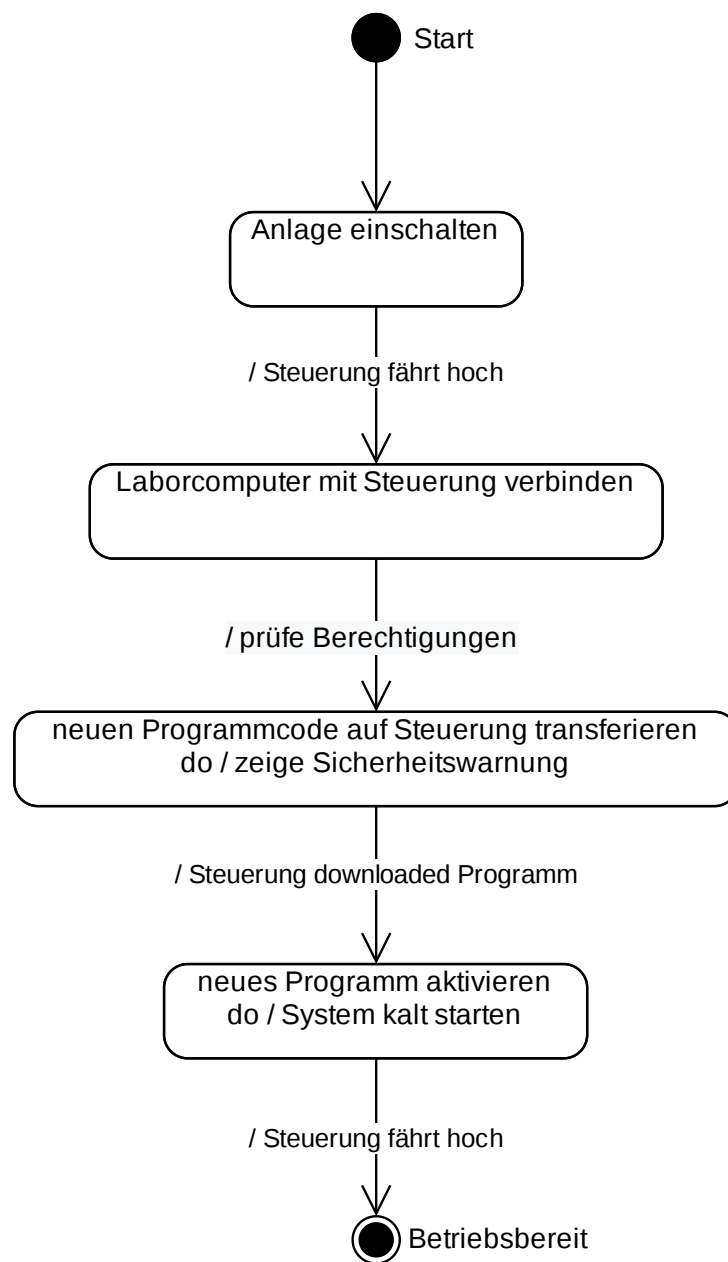 Start
Anlage einschalten
/ Steuerung fährt hoch
Laborcomputer mit Steuerung verbinden
/ prüfe Berechtigungen
neuen Programmcode auf Steuerung transferieren
do / zeige Sicherheitswarnung
/ Steuerung downloaded Programm
neues Programm aktivieren
do / System kalt starten
/ Steuerung fährt hoch
Betriebsbereit